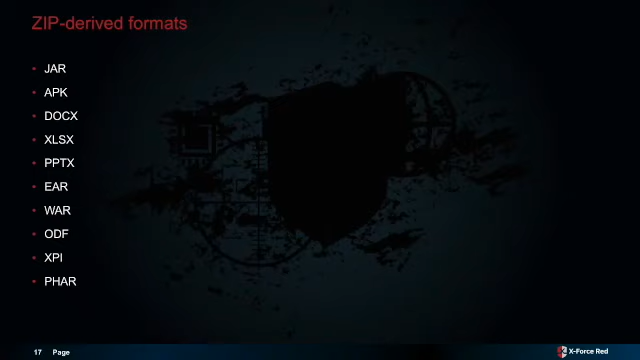 ZIP-derived formats
• JAR
• APK
• DOCX
• XLSX
• PPTX
• EAR
• WAR
• ODF
• XPI
• PHAR
17 Page
X-Force Red